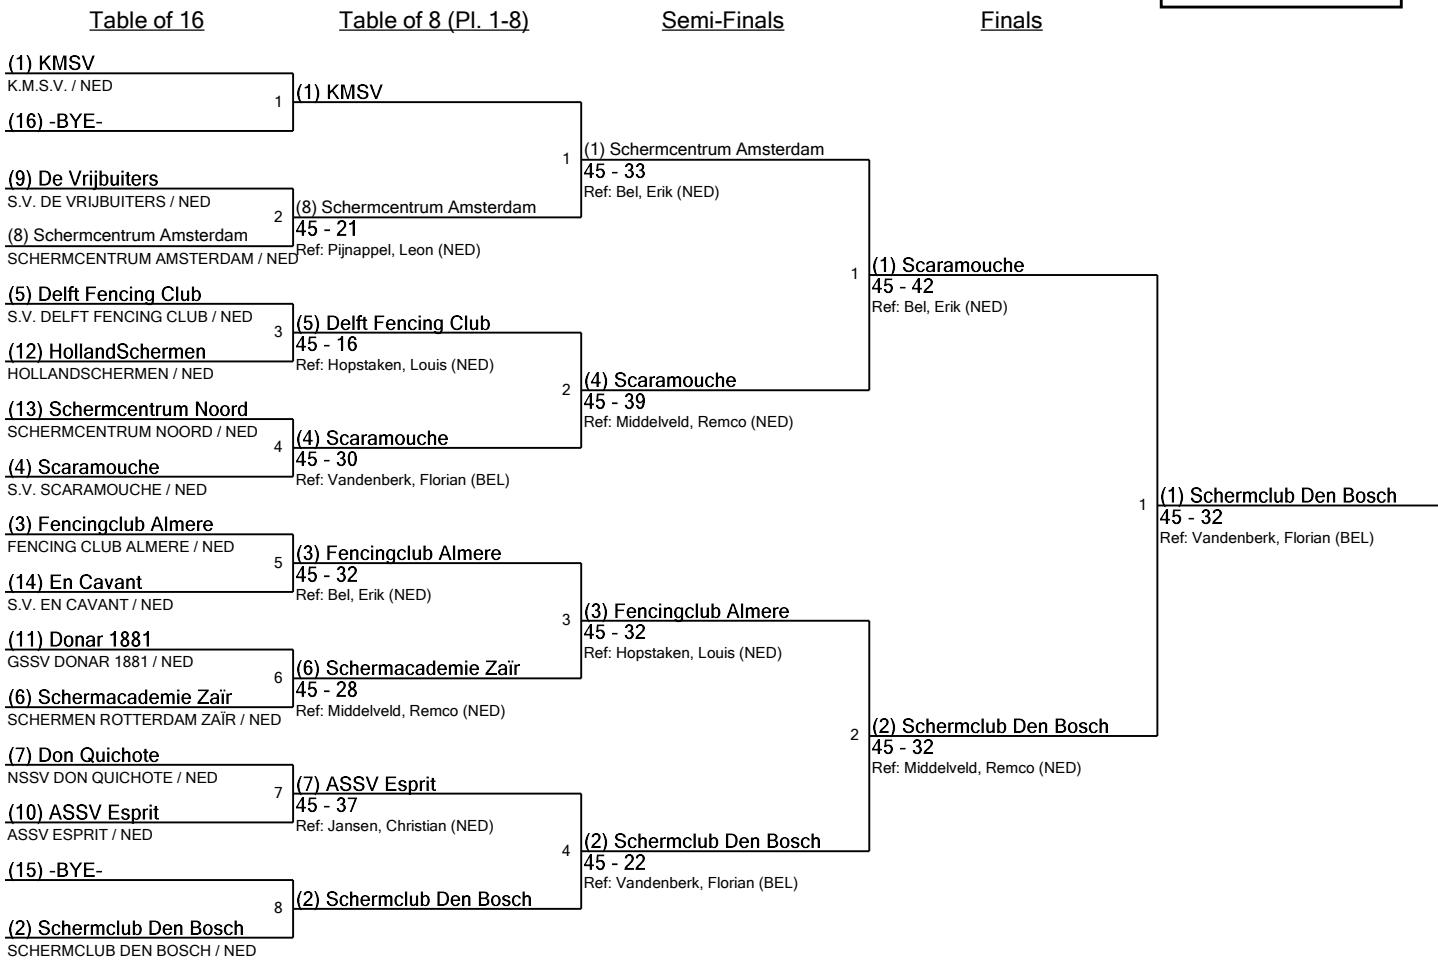 Table of 16
Table of 8 (Pl. 1-8)
Semi-Finals
Finals
(1) KMSV
K.M.S.V. / NED
1
(16) -BYE-
(9) De Vrijbuiters
S.V. DE VRIJBUITERS / NED
2
(8) Schermcentrum Amsterdam
SCHERMCENTRUM AMSTERDAM / NED
(5) Delft Fencing Club
S.V. DELFT FENCING CLUB / NED
3
(12) HollandSchermen
HOLLANDSCHERMEN / NED
(13) Schermcentrum Noord
SCHERMCENTRUM NOORD / NED
4
(4) Scaramouche
S.V. SCARAMOUCHE / NED
(3) Fencingclub Almere
FENCING CLUB ALMERE / NED
5
(14) En Cavant
S.V. EN CAVANT / NED
(11) Donar 1881
GSSV DONAR 1881 / NED
6
(6) Schermacademie Zaïr
SCHERMEN ROTTERDAM ZAÏR / NED
(7) Don Quichote
NSSV DON QUICHOTE / NED
7
(10) ASSV Esprit
ASSV ESPRIT / NED
(15) -BYE-
8
(2) Schermclub Den Bosch
SCHERMCLUB DEN BOSCH / NED
(1) KMSV
1
(8) Schermcentrum Amsterdam
45 - 21
Ref: Pijnappel, Leon (NED)
(5) Delft Fencing Club
45 - 16
Ref: Hopstaken, Louis (NED)
2
(4) Scaramouche
45 - 30
Ref: Vandenberk, Florian (BEL)
(3) Fencingclub Almere
45 - 32
Ref: Bel, Erik (NED)
3
(6) Schermacademie Zaïr
45 - 28
Ref: Middelveld, Remco (NED)
(7) ASSV Esprit
45 - 37
Ref: Jansen, Christian (NED)
4
(2) Schermclub Den Bosch
(1) Schermcentrum Amsterdam
45 - 33
Ref: Bel, Erik (NED)
1
(4) Scaramouche
45 - 39
Ref: Middelveld, Remco (NED)
(3) Fencingclub Almere
45 - 32
Ref: Hopstaken, Louis (NED)
2
(2) Schermclub Den Bosch
45 - 22
Ref: Vandenberk, Florian (BEL)
(1) Scaramouche
45 - 42
Ref: Bel, Erik (NED)
1
(2) Schermclub Den Bosch
45 - 32
Ref: Middelveld, Remco (NED)
(1) Schermclub Den Bosch
45 - 32
Ref: Vandenberk, Florian (BEL)